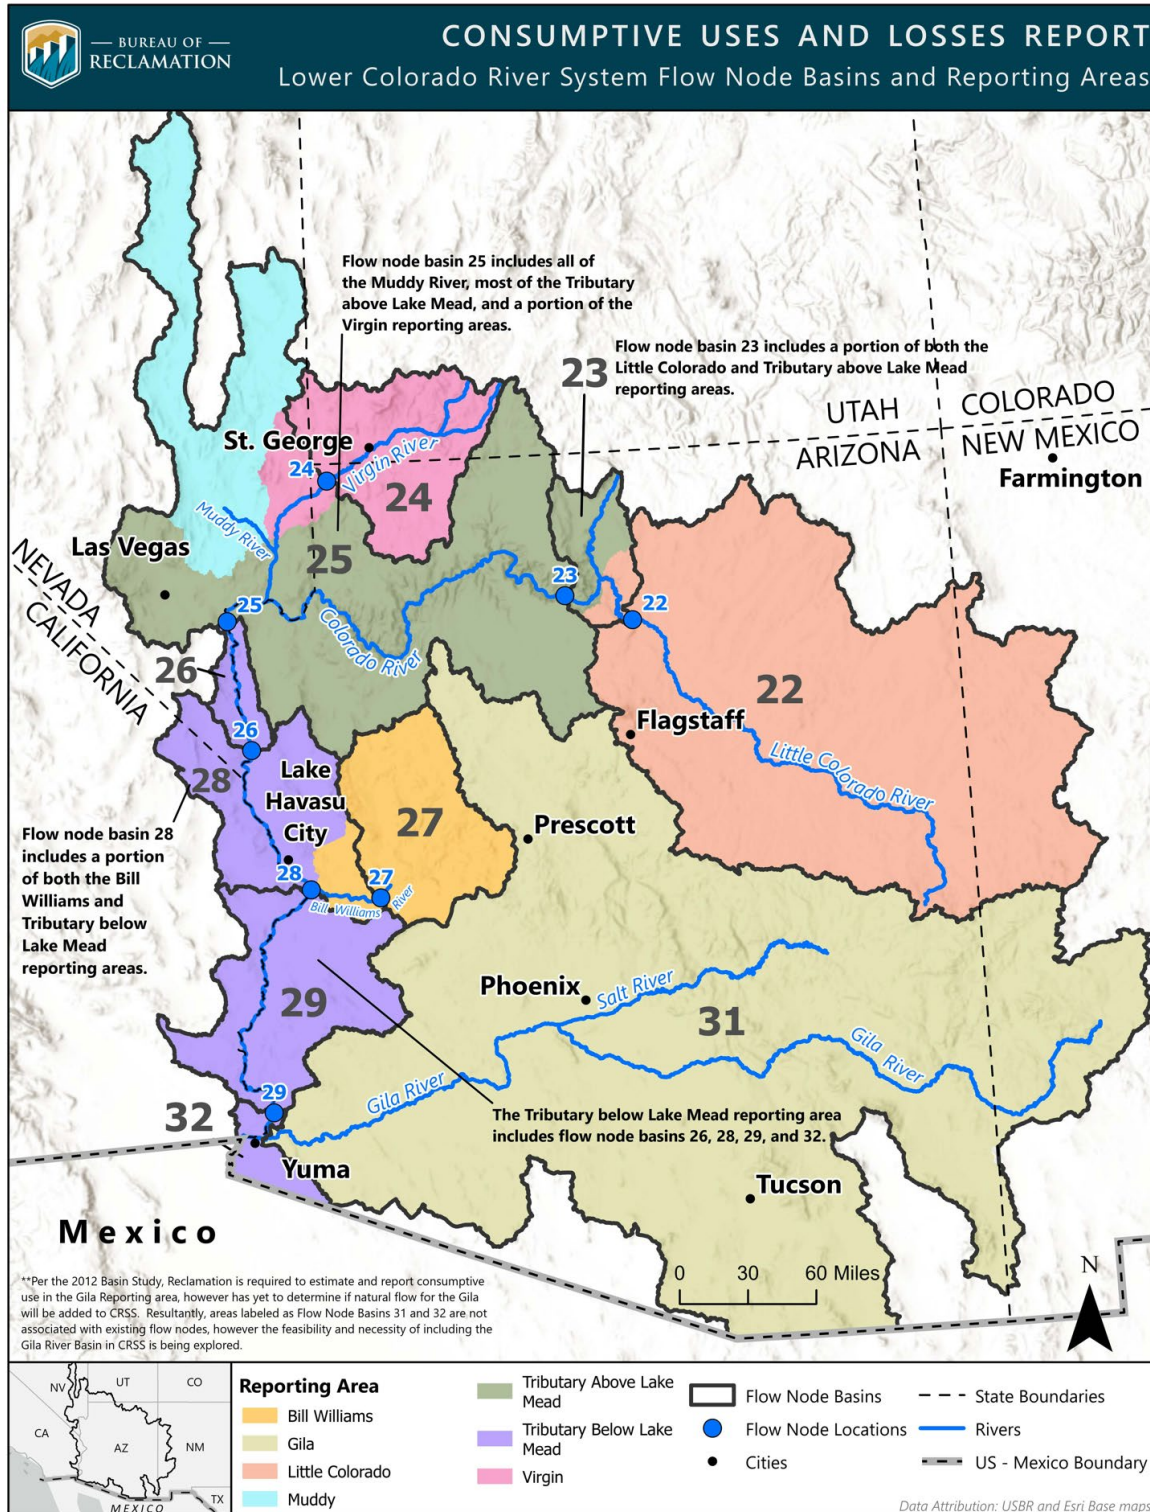 BUREAU OF
RECLAMATION
CONSUMPTIVE USES AND LOSSES REPORT
Lower Colorado River System Flow Node Basins and Reporting Areas
Flow node basin 25 includes all of
the Muddy River, most of the Tributary
above Lake Mead, and a portion of the
Virgin reporting areas.
Flow node basin 23 includes a portion of both the
Little Colorado and Tributary above Lake Mead
reporting areas.
23
UTAH
COLORADO
ARIZONA
NEW MEXICO
Farmington
St. George
24
Virgin River
24
Muddy River
Las Vegas
25
NEVADA
CALIFORNIA
25
23
22
Colorado River
26
22
26
Flagstaff
28
Lake
Havasu
City
Little Colorado River
27
Prescott
Flow node basin 28
includes a portion
of both the Bill
Williams and
Tributary below
Lake Mead
reporting areas.
28
27
Bill Williams River
Phoenix
Salt River
29
31
Gila River
Gila River
29
32
The Tributary below Lake Mead reporting area
includes flow node basins 26, 28, 29, and 32.
Yuma
Tucson
Mexico
0 30 60 Miles
N
**Per the 2012 Basin Study, Reclamation is required to estimate and report consumptive
use in the Gila Reporting area, however has yet to determine if natural flow for the Gila
will be added to CRSS. Resultantly, areas labeled as Flow Node Basins 31 and 32 are not
associated with existing flow nodes, however the feasibility and necessity of including the
Gila River Basin in CRSS is being explored.
NV
UT
CO
CA
AZ
NM
TX
MEXICO
Reporting Area
Bill Williams
Gila
Little Colorado
Muddy
Tributary Above Lake
Mead
Tributary Below Lake
Mead
Virgin
Flow Node Basins
Flow Node Locations
Cities
State Boundaries
Rivers
US - Mexico Boundary
Data Attribution: USBR and Esri Base maps